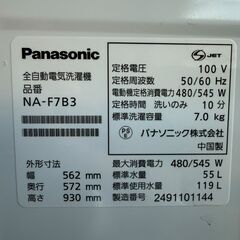 Panasonic
全自動電気洗濯機
品番
NA-F7B3
外形寸法
幅 562 mm
奥行 572 mm
高さ 930 mm
JET
定格電圧 100 V
定格周波数 50/60 Hz
電動機定格消費電力 480/545 W
定格時間 洗いのみ 10 分
標準洗濯容量 7.0 kg
PS E パナソニック株式会社
中国製
最大消費電力 480/545 W
標準水量 55 L
標準使用水量 119 L
製造番号 2491101144